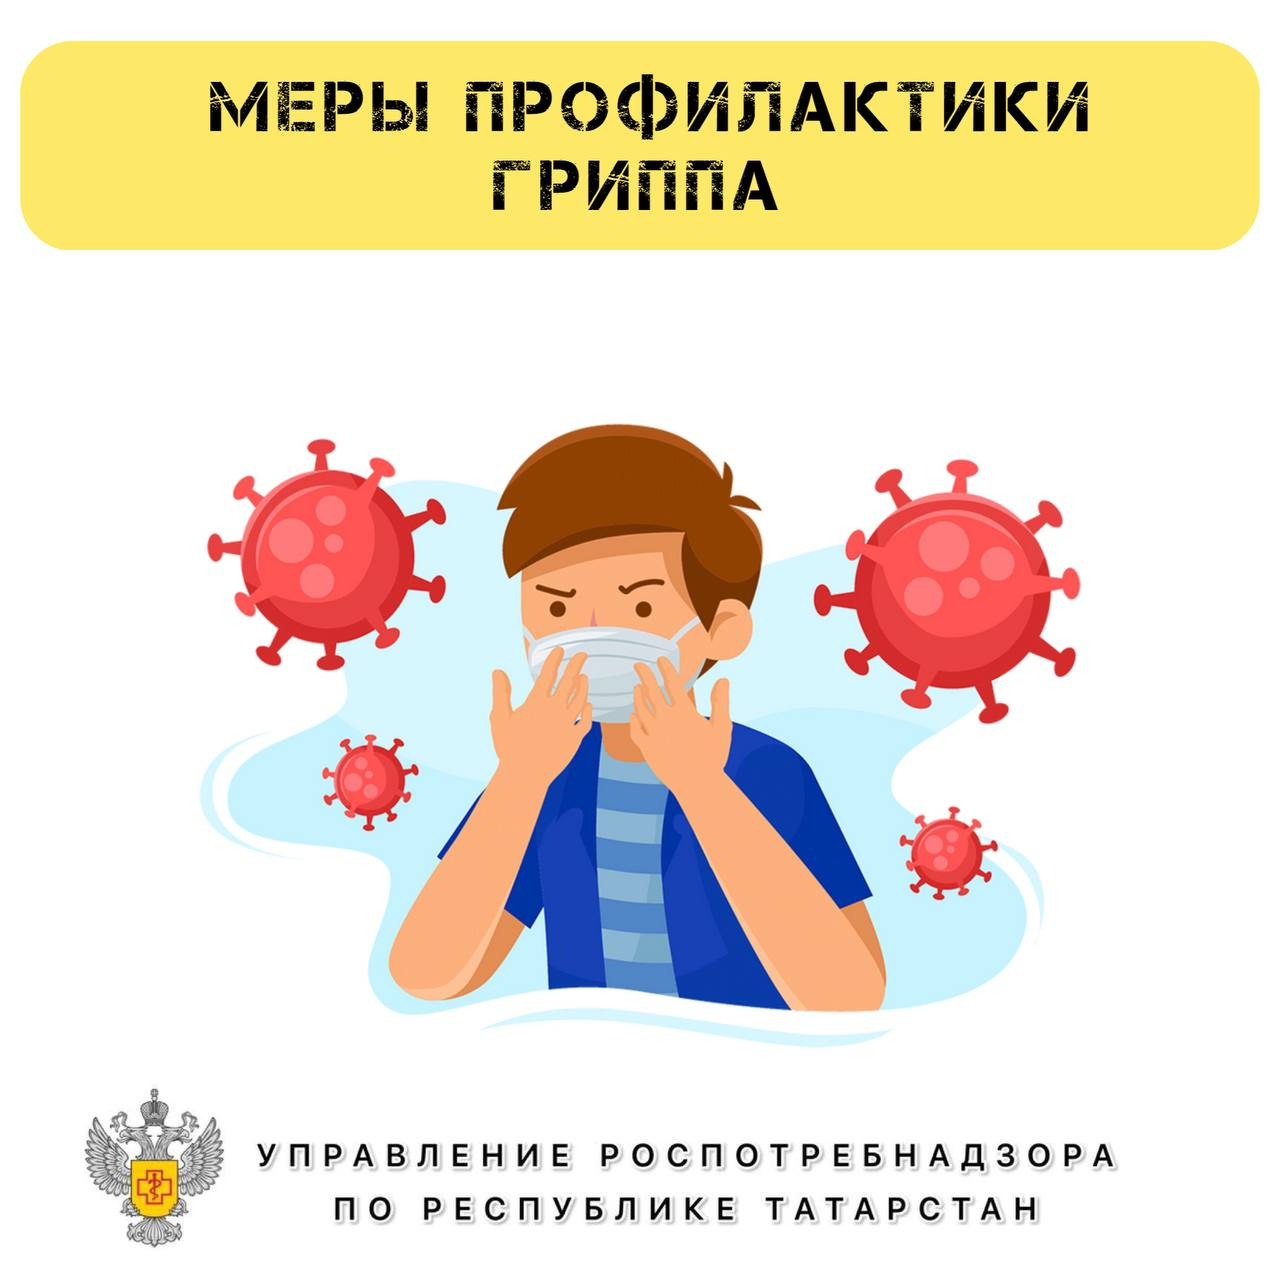 МЕРЫ ПРОФИЛАКТИКИ
ГРИППА
УПРАВЛЕНИЕ РОСПОТРЕБНАДЗОРА
ПО РЕСПУБЛИКЕ ТАТАРСТАН